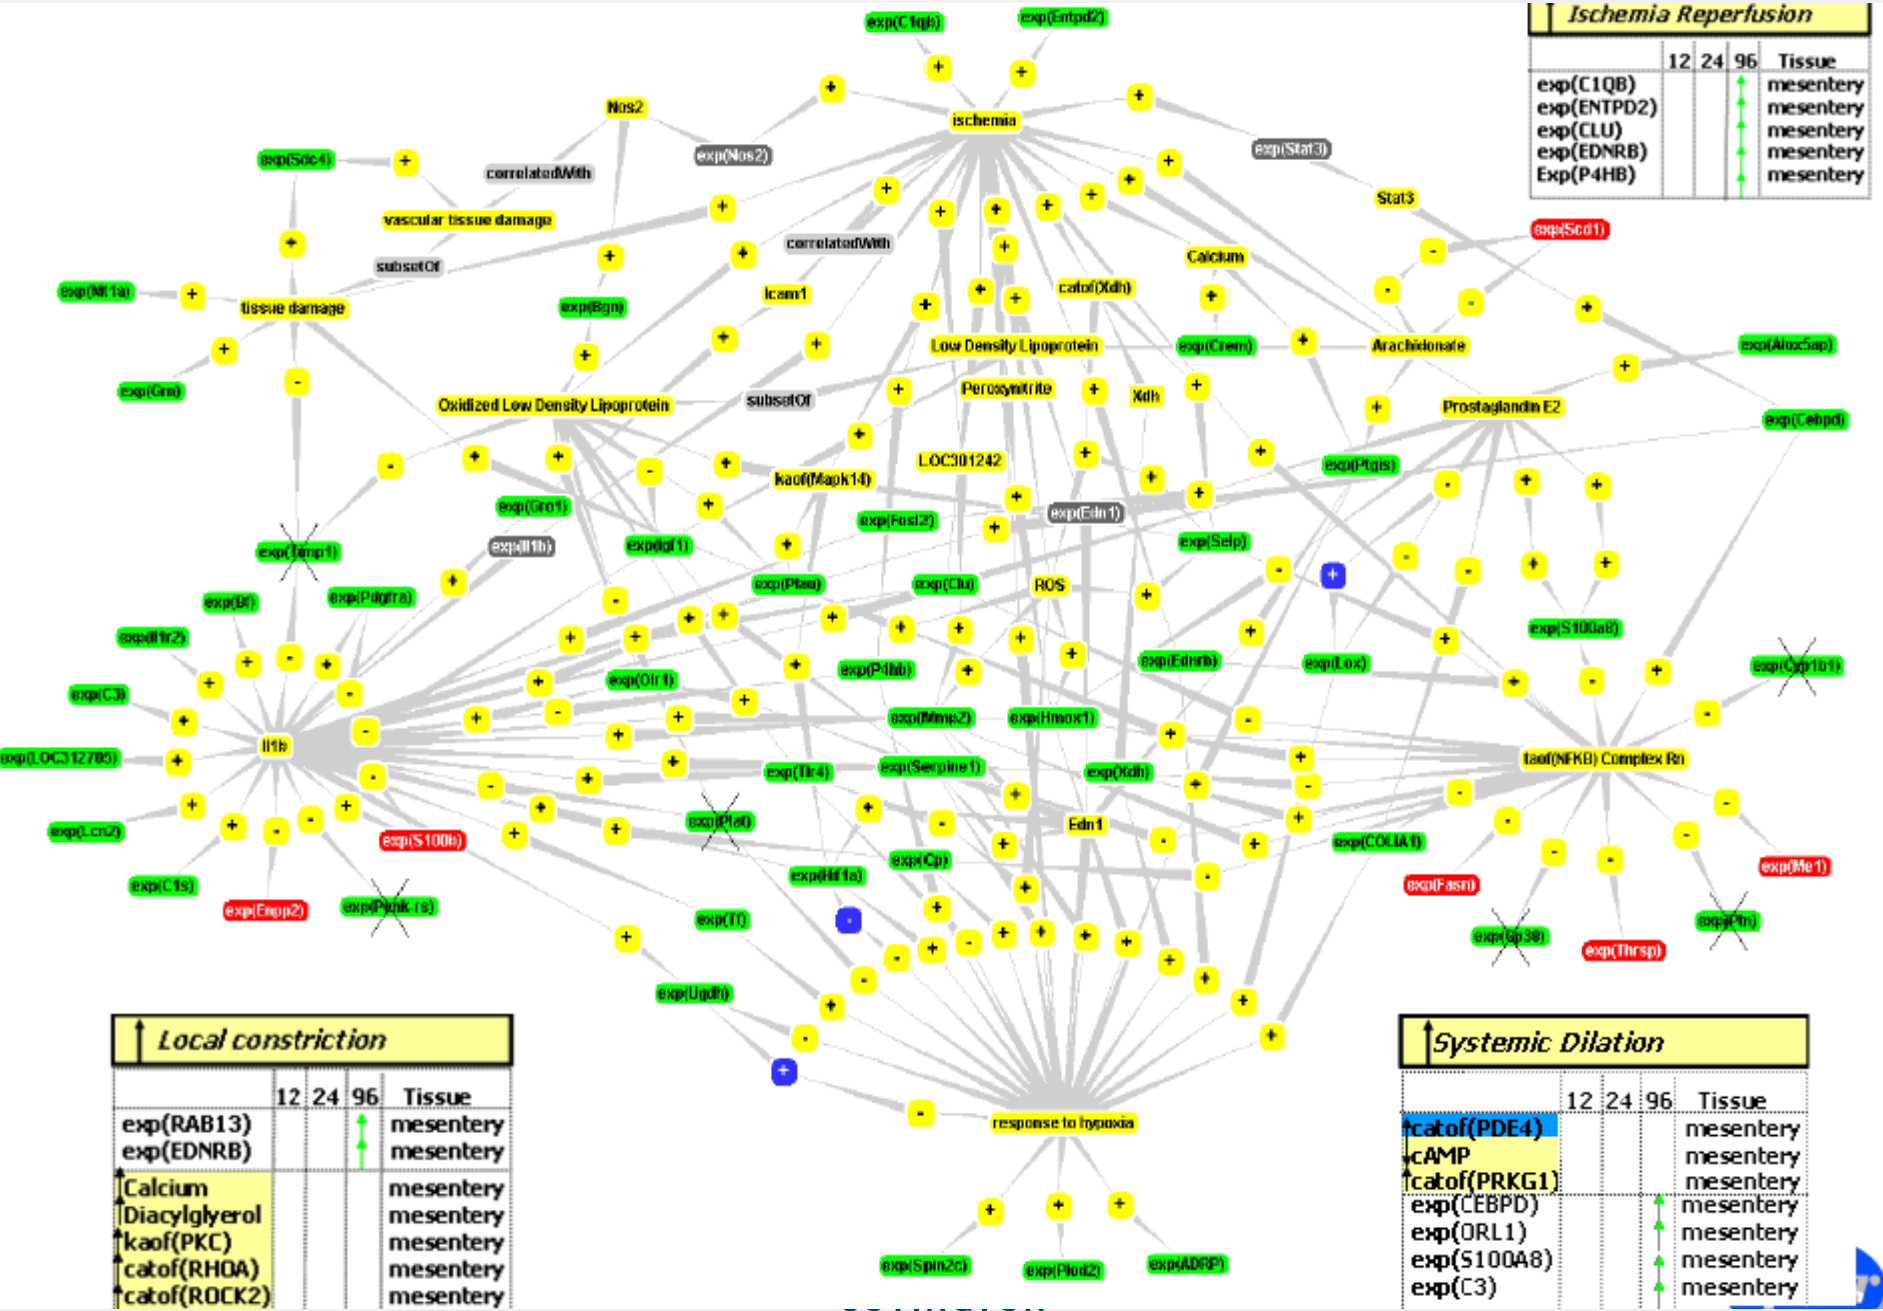 exp(C1qb)
exp(Entpd2)
Ischemia Reperfusion
12 24 96 Tissue
exp(C1QB) mesentery
exp(ENTPD2) mesentery
exp(CLU) mesentery
exp(EDNRB) mesentery
Exp(P4HB) mesentery
Nos2
ischemia
exp(Nos2)
exp(Stat3)
exp(Sdc4)
correlatedWith
Stat3
vascular tissue damage
exp(Scd1)
correlatedWith
subsetOf
Calcium
exp(Mt1a)
Icam1
catof(Xdh)
tissue damage
exp(Bgn)
Low Density Lipoprotein
exp(Crem)
Arachidonate
exp(Alox5ap)
exp(Grn)
Peroxynitrite
Xdh
Oxidized Low Density Lipoprotein
subsetOf
Prostaglandin E2
exp(Cebpd)
LOC301242
exp(Ptgis)
kaof(Mapk14)
exp(Gro1)
exp(Fosl2)
exp(Edn1)
exp(Timp1)
exp(Il1b)
exp(Igf1)
exp(Selp)
exp(Plau)
exp(Clu)
ROS
exp(Bf)
exp(Pdgfra)
exp(Il1r2)
exp(S100a8)
exp(Olr1)
exp(P4hb)
exp(Ednrb)
exp(Lox)
exp(Cyp1b1)
exp(C3)
exp(Mmp2)
exp(Hmox1)
Il1b
exp(LOC312705)
exp(Tlr4)
exp(Serpine1)
exp(Xdh)
taof(NFKB) Complex Rn
exp(Lcn2)
exp(S100b)
exp(Plat)
Edn1
exp(COLIA1)
exp(Cp)
exp(Hif1a)
exp(C1s)
exp(Fasn)
exp(Me1)
exp(Enpp2)
exp(Tf)
exp(Gp38)
exp(Thrsp)
exp(Ptn)
exp(Ugdh)
response to hypoxia
exp(Spin2c)
exp(Plod2)
exp(ADRP)
Local constriction
12 24 96 Tissue
exp(RAB13) mesentery
exp(EDNRB) mesentery
Calcium mesentery
Diacylglyerol mesentery
kaof(PKC) mesentery
catof(RHOA) mesentery
catof(ROCK2) mesentery
Systemic Dilation
12 24 96 Tissue
catof(PDE4) mesentery
cAMP mesentery
catof(PRKG1) mesentery
exp(CEBPD) mesentery
exp(ORL1) mesentery
exp(S100A8) mesentery
exp(C3) mesentery